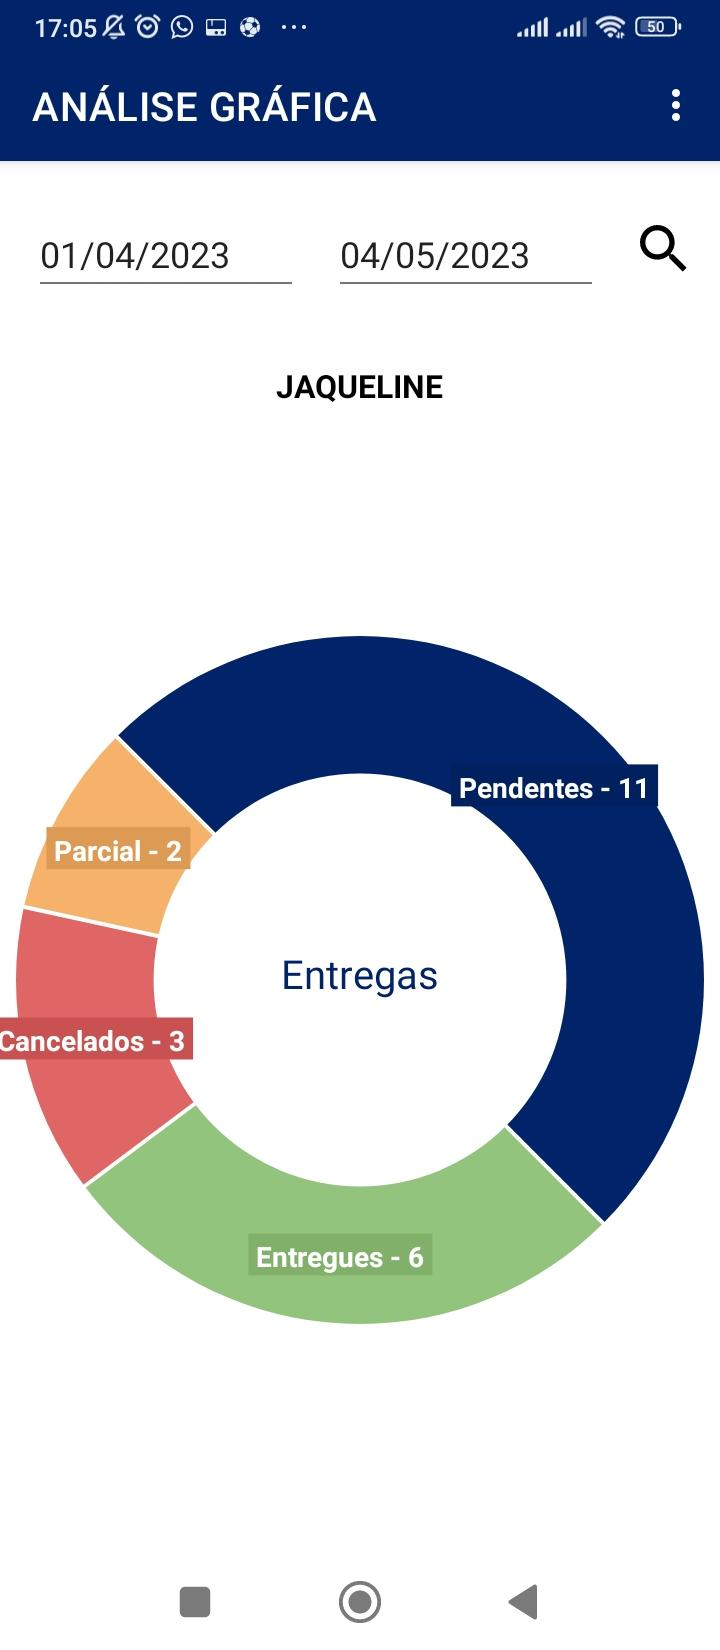 17:05
50
ANÁLISE GRÁFICA
01/04/2023 04/05/2023
JAQUELINE
Pendentes - 11
Parcial - 2
Entregas
Cancelados - 3
Entregues - 6